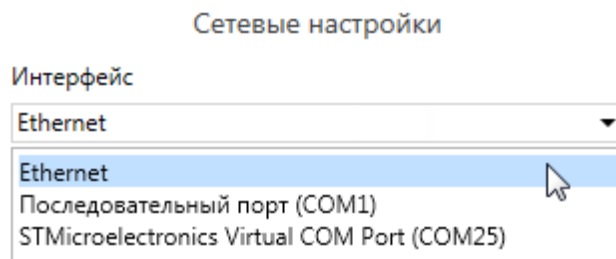 Сетевые настройки
Интерфейс
Ethernet
Ethernet
Последовательный порт (COM1)
STMicroelectronics Virtual COM Port (COM25)